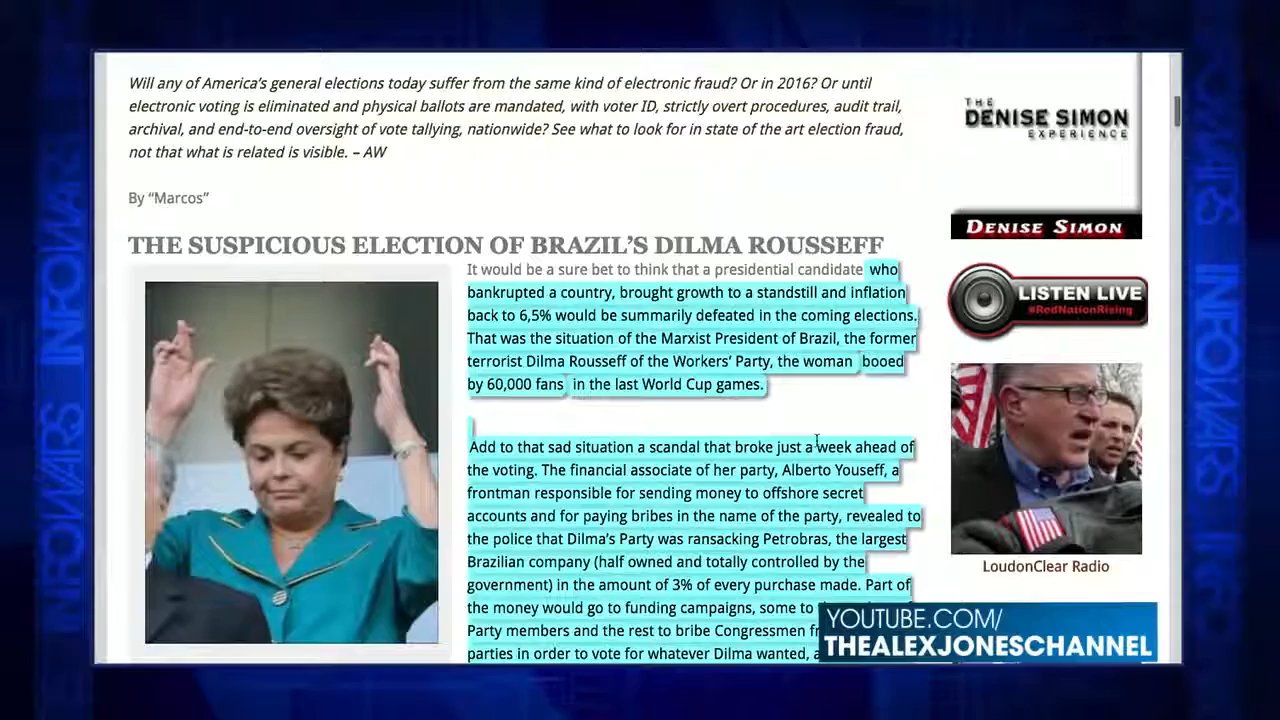 Will any of America's general elections today suffer from the same kind of electronic fraud? Or in 2016? Or until
electronic voting is eliminated and physical ballots are mandated, with voter ID, strictly overt procedures, audit trail,
archival, and end-to-end oversight of vote tallying, nationwide? See what to look for in state of the art election fraud,
not that what is related is visible. – AW
By “Marcos”
THE SUSPICIOUS ELECTION OF BRAZIL'S DILMA ROUSSEFF
It would be a sure bet to think that a presidential candidate who
bankrupted a country, brought growth to a standstill and inflation
back to 6,5% would be summarily defeated in the coming elections.
That was the situation of the Marxist President of Brazil, the former
terrorist Dilma Rousseff of the Workers' Party, the woman booed
by 60,000 fans in the last World Cup games.
Add to that sad situation a scandal that broke just a week ahead of
the voting. The financial associate of her party, Alberto Youseff, a
frontman responsible for sending money to offshore secret
accounts and for paying bribes in the name of the party, revealed to
the police that Dilma's Party was ransacking Petrobras, the largest
Brazilian company (half owned and totally controlled by the
government) in the amount of 3% of every purchase made. Part of
the money would go to funding campaigns, some to
Party members and the rest to bribe Congressmen
parties in order to vote for whatever Dilma wanted,
THE
DENISE SIMON
EXPERIENCE
DENISE SIMON
LISTEN LIVE
#RedNationRising
LoudonClear Radio
YOUTUBE.COM/
THEALEXJONESCHANNEL
INFOWARS
INFOWARS